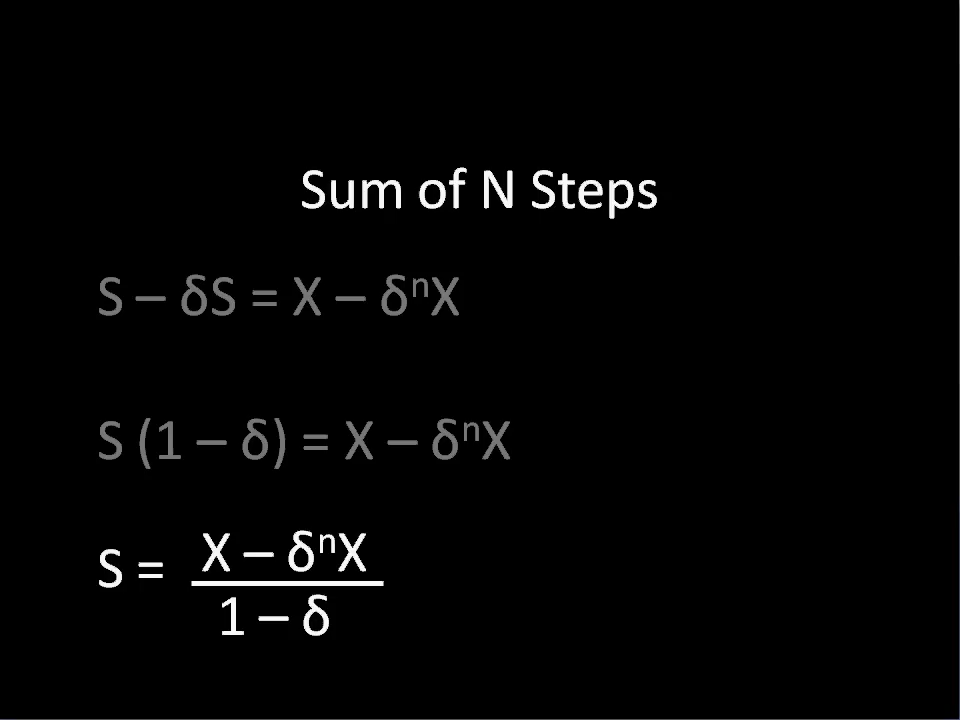 Sum of N Steps
S – δS = X – δⁿX
S (1 – δ) = X – δⁿX
S = X – δⁿX
1 – δ